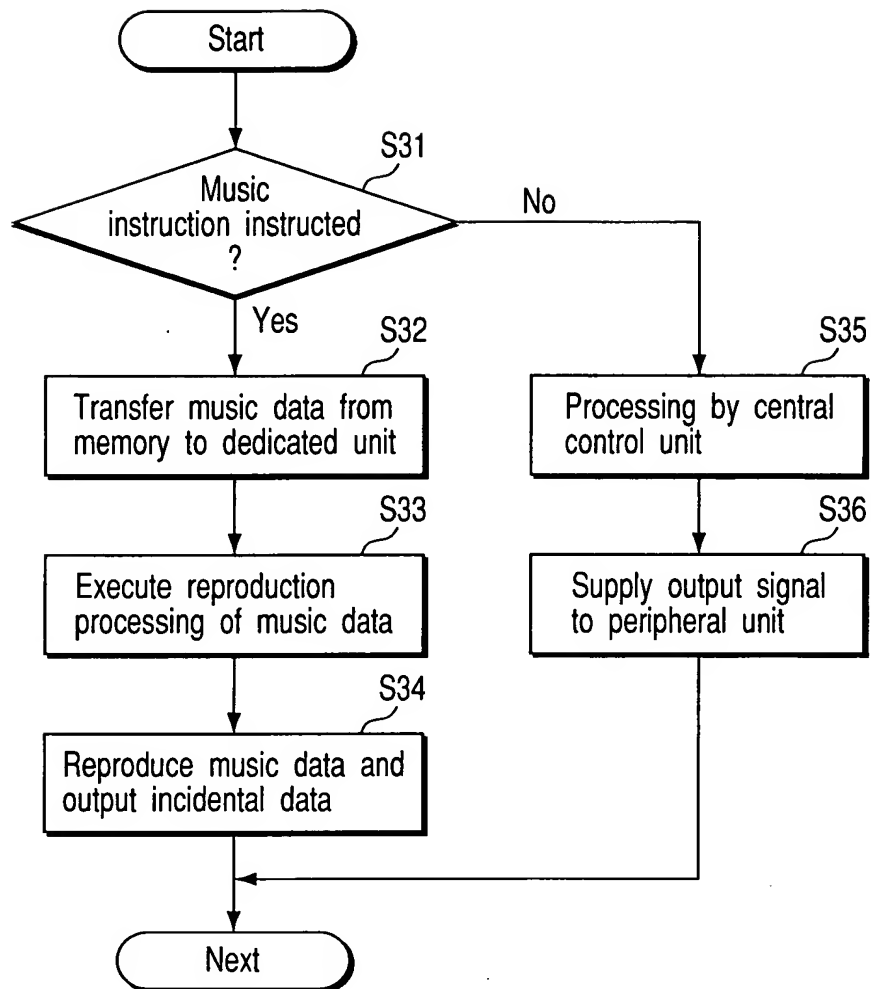 Start
S31
Music
instruction instructed
?
No
Yes
S32
Transfer music data from
memory to dedicated unit
S35
Processing by central
control unit
S33
Execute reproduction
processing of music data
S36
Supply output signal
to peripheral unit
S34
Reproduce music data and
output incidental data
Next